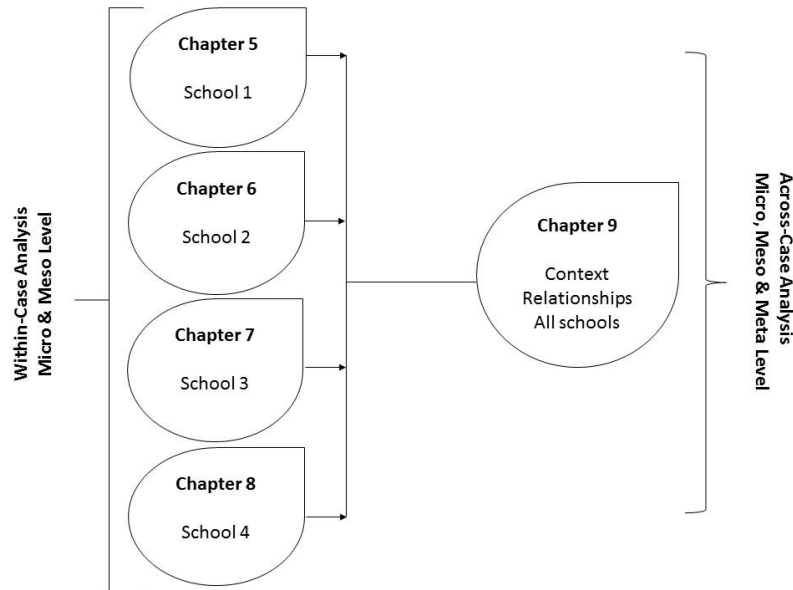 Within-Case Analysis
Micro & Meso Level
Chapter 5
School 1
Chapter 6
School 2
Chapter 7
School 3
Chapter 8
School 4
Chapter 9
Context
Relationships
All schools
Across-Case Analysis
Micro, Meso & Meta Level